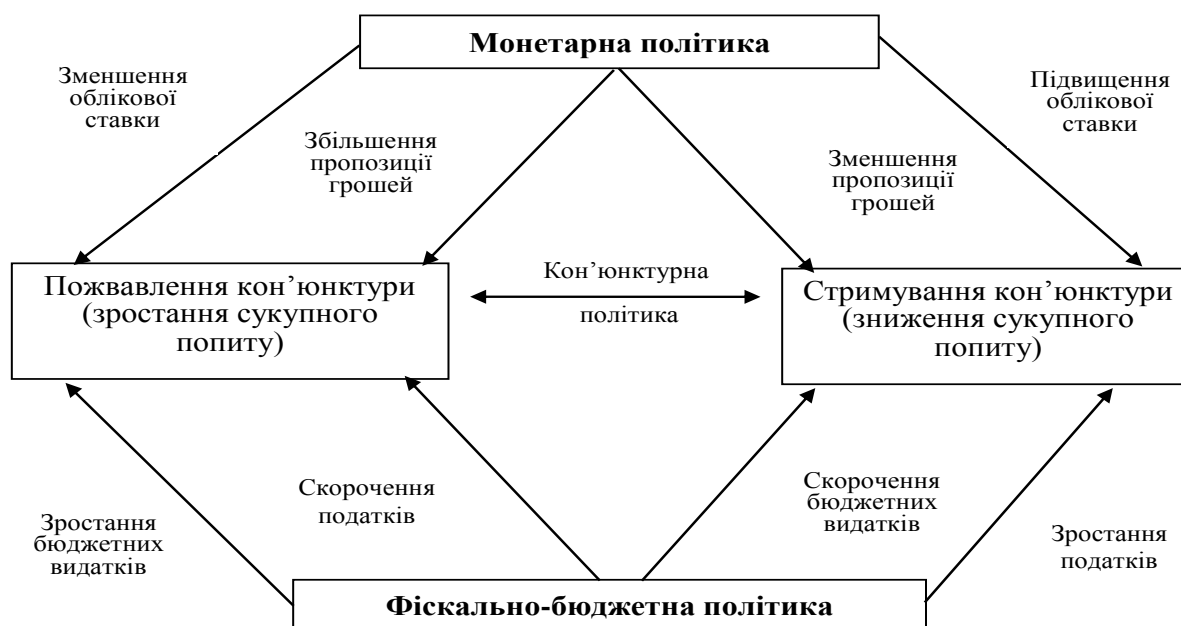 Монетарна політика
Зменшення
облікової
ставки
Збільшення
пропозиції
грошей
Зменшення
пропозиції
грошей
Підвищення
облікової
ставки
Пожвавлення кон’юнктури
(зростання сукупного
попиту)
Кон’юнктурна
політика
Стримування кон’юнктури
(зниження сукупного
попиту)
Зростання
бюджетних
видатків
Скорочення
податків
Скорочення
бюджетних
видатків
Зростання
податків
Фіскально-бюджетна політика